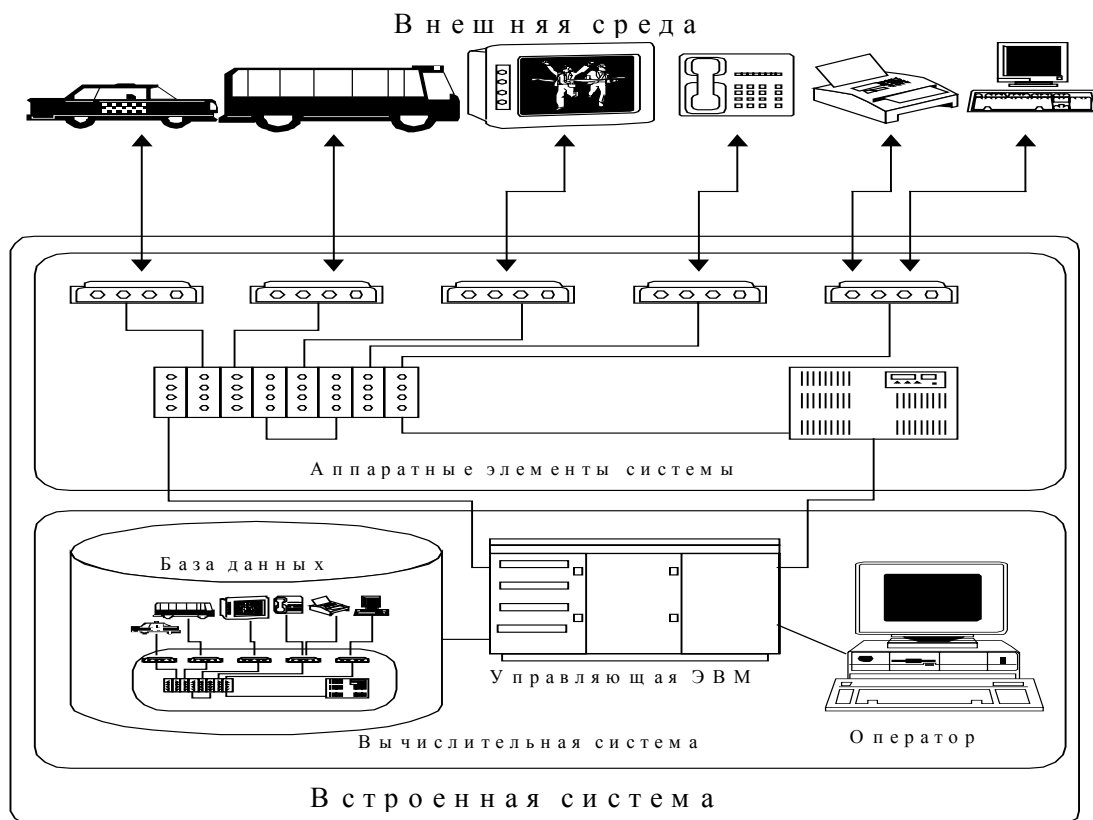 Внешняя среда
Аппаратные элементы системы
База данных
Управляющая ЭВМ
Оператор
Вычислительная система
Встроенная система